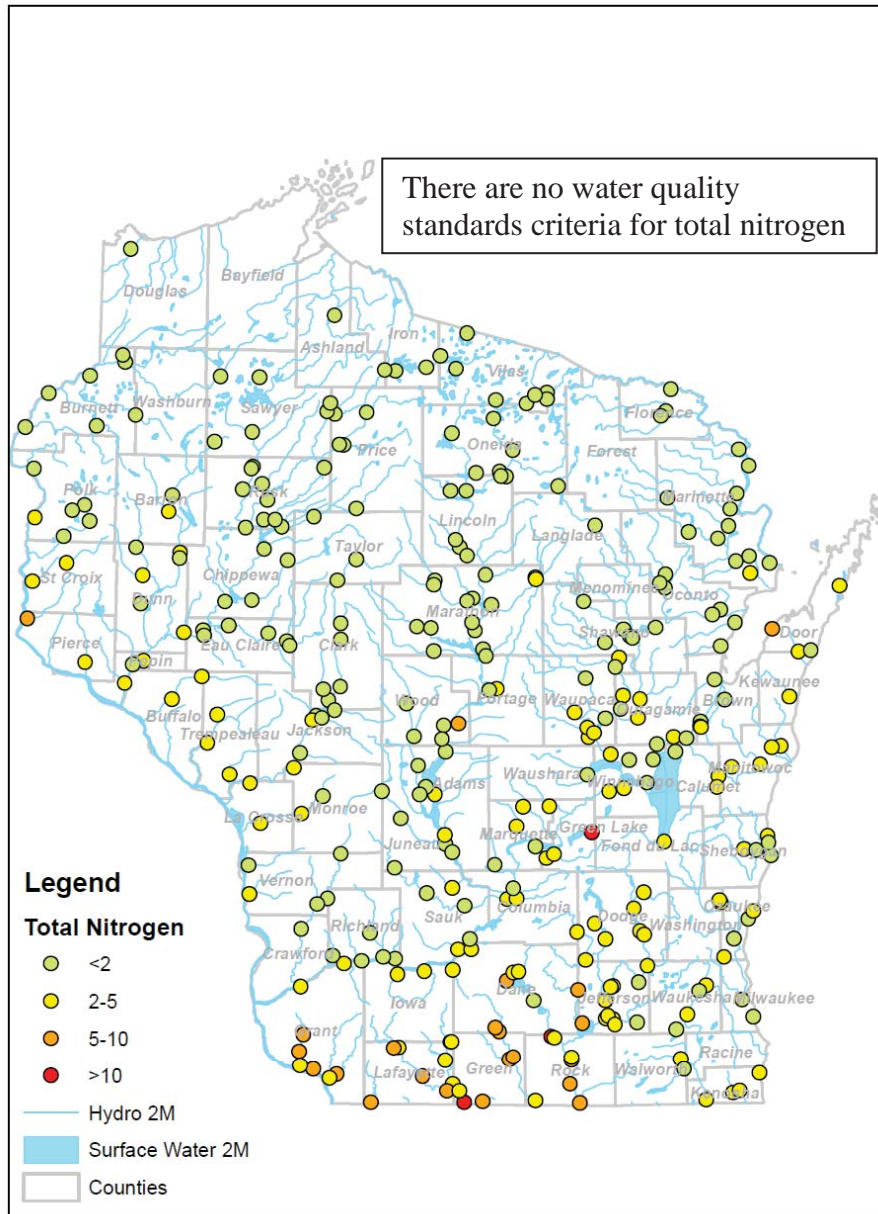 There are no water quality
standards criteria for total nitrogen
Douglas
Bayfield
Ashland
Iron
Vilas
Burnett
Washburn
Sawyer
Price
Oneida
Forest
Florence
Marinette
Polk
Barron
Rusk
Lincoln
Langlade
Taylor
St Croix
Dunn
Chippewa
Marathon
Menominee
Oconto
Shawano
Door
Pierce
Pepin
Eau Claire
Clark
Buffalo
Trempealeau
Jackson
Wood
Portage
Waupaca
Outagamie
Brown
Kewaunee
La Crosse
Monroe
Juneau
Adams
Waushara
Winnebago
Calumet
Manitowoc
Marquette
Green Lake
Fond du Lac
Sheboygan
Vernon
Richland
Sauk
Columbia
Dodge
Washington
Ozaukee
Crawford
Iowa
Dane
Jefferson
Waukesha
Milwaukee
Grant
Lafayette
Green
Rock
Walworth
Racine
Kenosha
Legend
Total Nitrogen
<2
2-5
5-10
>10
Hydro 2M
Surface Water 2M
Counties